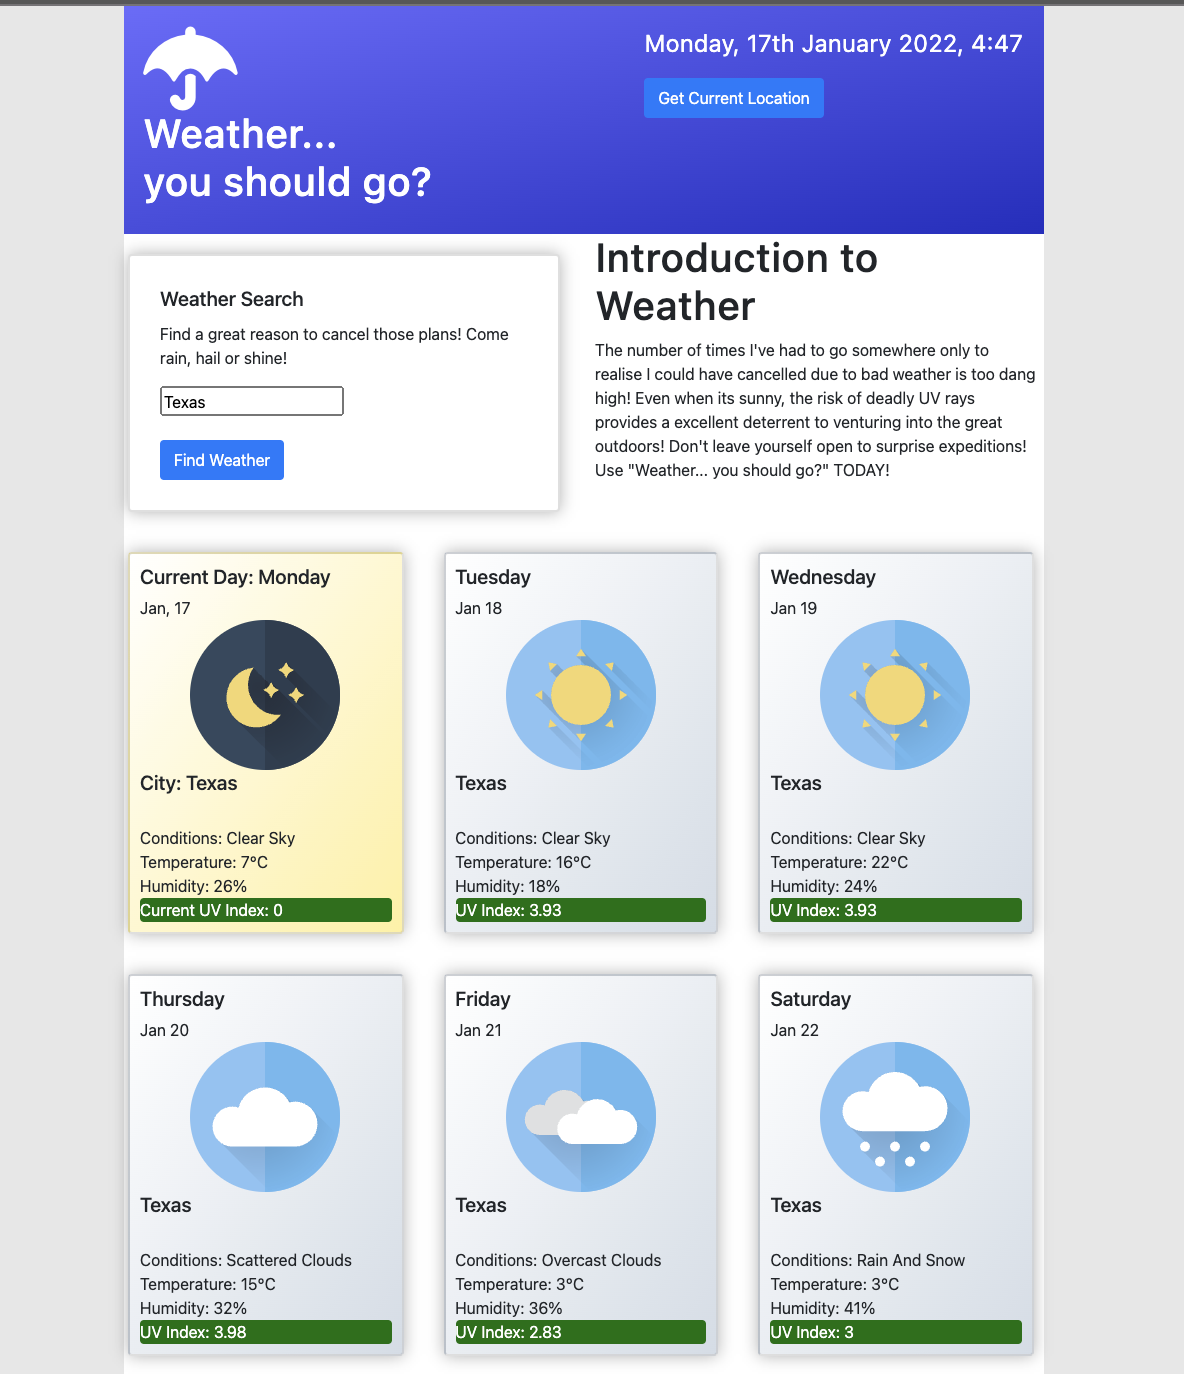 Weather...
you should go?
Monday, 17th January 2022, 4:47
Get Current Location
Weather Search
Find a great reason to cancel those plans! Come
rain, hail or shine!
Texas
Find Weather
Introduction to
Weather
The number of times I've had to go somewhere only to
realise I could have cancelled due to bad weather is too dang
high! Even when its sunny, the risk of deadly UV rays
provides a excellent deterrent to venturing into the great
outdoors! Don't leave yourself open to surprise expeditions!
Use "Weather... you should go?" TODAY!
Current Day: Monday
Jan, 17
City: Texas
Conditions: Clear Sky
Temperature: 7°C
Humidity: 26%
Current UV Index: 0
Tuesday
Jan 18
Texas
Conditions: Clear Sky
Temperature: 16°C
Humidity: 18%
UV Index: 3.93
Wednesday
Jan 19
Texas
Conditions: Clear Sky
Temperature: 22°C
Humidity: 24%
UV Index: 3.93
Thursday
Jan 20
Texas
Conditions: Scattered Clouds
Temperature: 15°C
Humidity: 32%
UV Index: 3.98
Friday
Jan 21
Texas
Conditions: Overcast Clouds
Temperature: 3°C
Humidity: 36%
UV Index: 2.83
Saturday
Jan 22
Texas
Conditions: Rain And Snow
Temperature: 3°C
Humidity: 41%
UV Index: 3